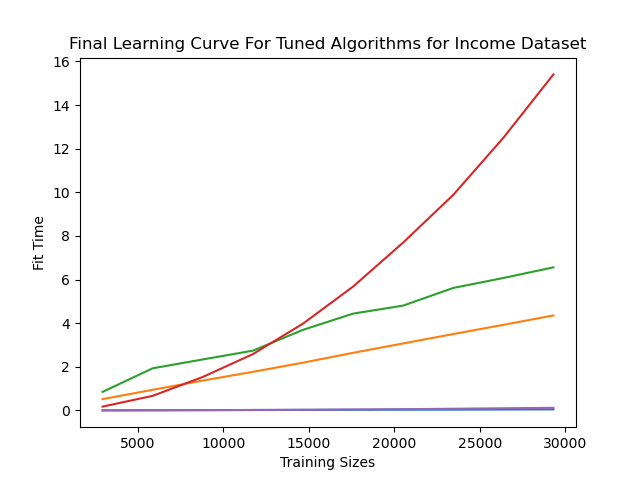 Final Learning Curve For Tuned Algorithms for Income Dataset
16
14
12
10
8
6
4
2
0
Fit Time
5000 10000 15000 20000 25000 30000
Training Sizes